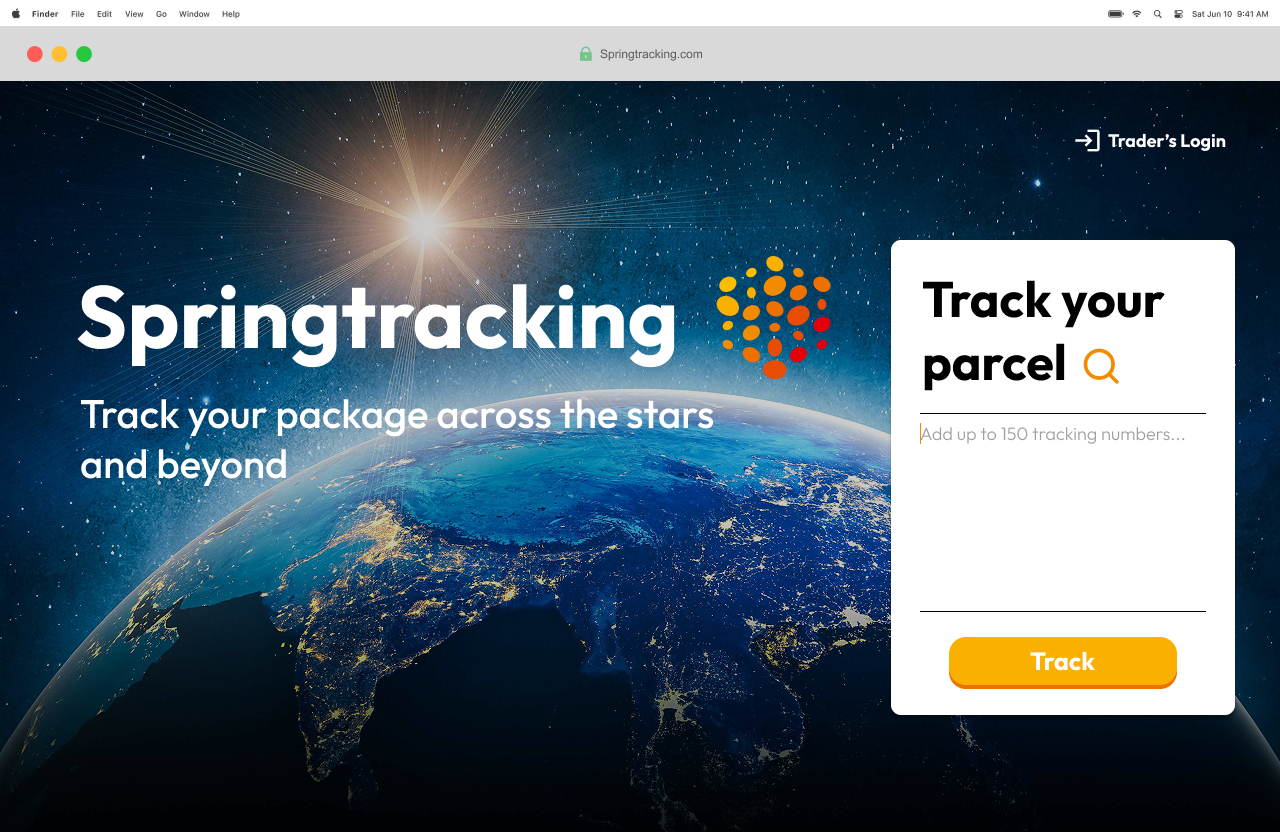 Finder File Edit View Go Window Help Sat Jun 10 9:41 AM
Springtracking.com
Trader's Login
Springtracking
Track your package across the stars
and beyond
Track your
parcel
Add up to 150 tracking numbers...
Track